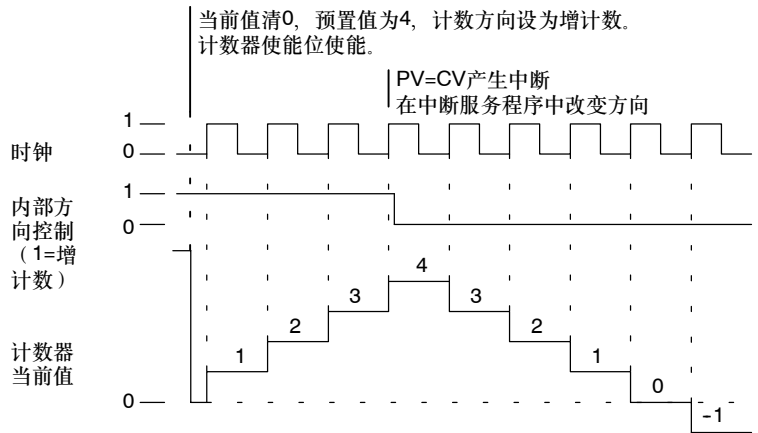 当前值清0，预置值为4，计数方向设为增计数。
计数器使能位使能。
PV=CV产生中断
在中断服务程序中改变方向
1
时钟
0
1
内部方
向控制
（1=增
计数）
0
4
3
3
2
2
1
1
0
-1
计数器
当前值
0